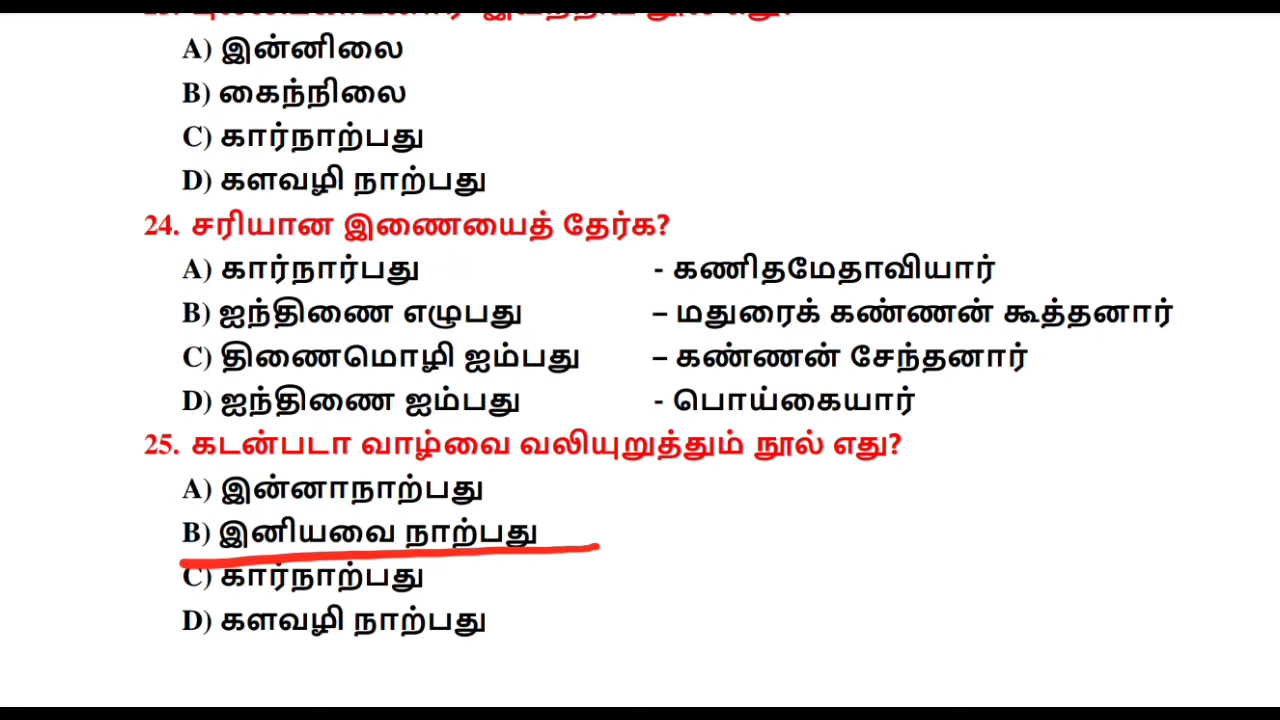 A) இன்னிலை
B) கைந்நிலை
C) கார்நாற்பது
D) களவழி நாற்பது
24. சரியான இணையைத் தேர்க?
A) கார்நார்பது - கணிதமேதாவியார்
B) ஐந்திணை எழுபது – மதுரைக் கண்ணன் கூத்தனார்
C) திணைமொழி ஐம்பது – கண்ணன் சேந்தனார்
D) ஐந்திணை ஐம்பது - பொய்கையார்
25. கடன்படா வாழ்வை வலியுறுத்தும் நூல் எது?
A) இன்னாநாற்பது
B) இனியவை நாற்பது
C) கார்நாற்பது
D) களவழி நாற்பது